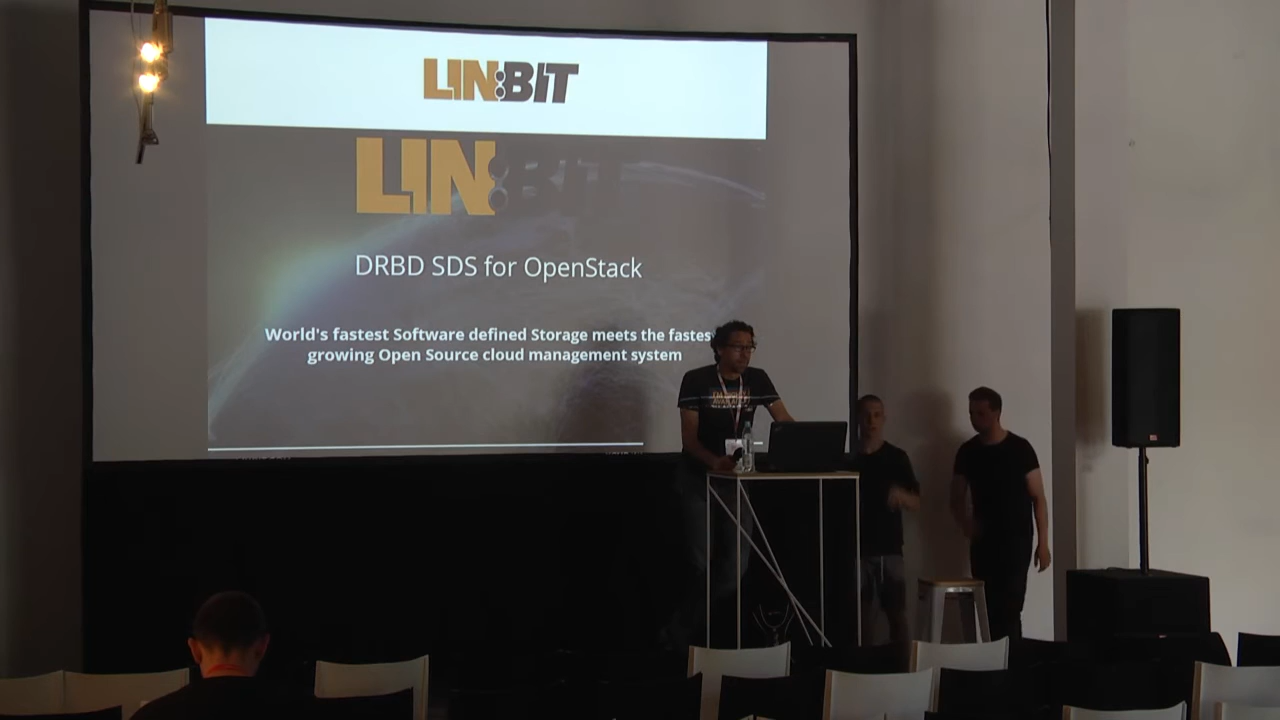 LINBIT
LINBIT
DRBD SDS for OpenStack
World's fastest Software defined Storage meets the fastes
growing Open Source cloud management system